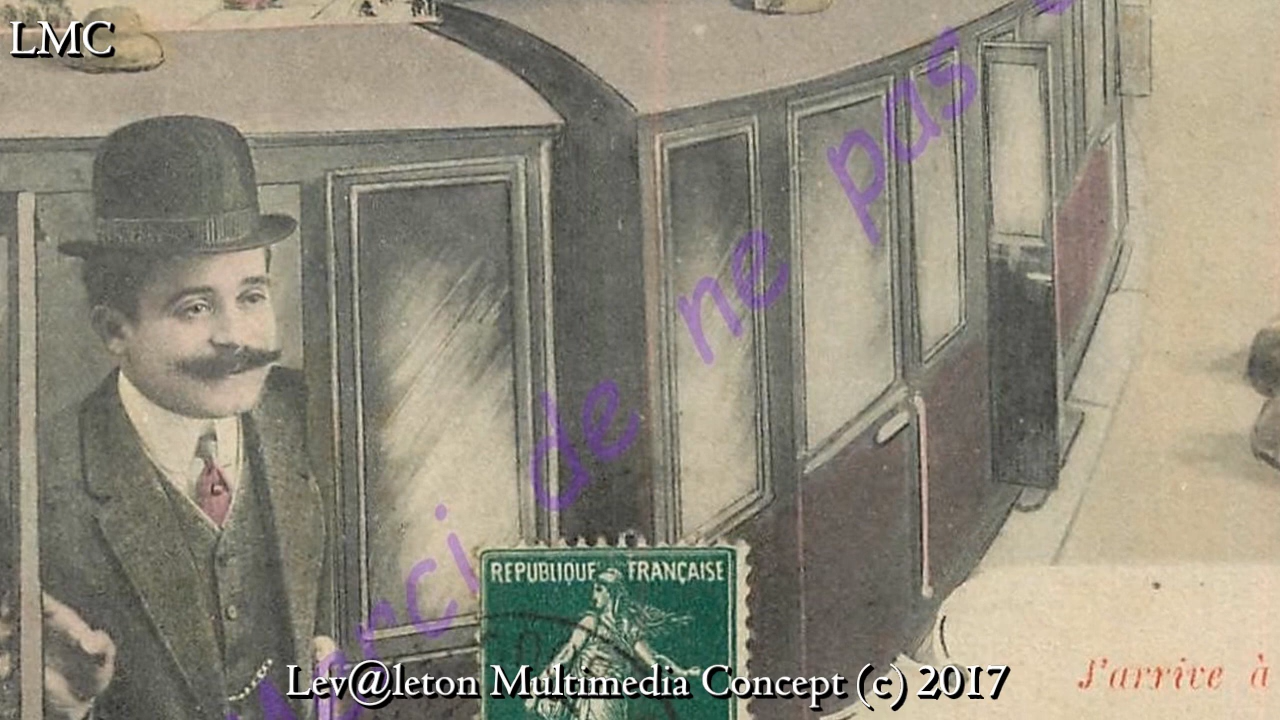 LMC
Merci de ne pas
REPUBLIQUE FRANÇAISE
J'arrive à
Lev@leton Multimedia Concept (c) 2017